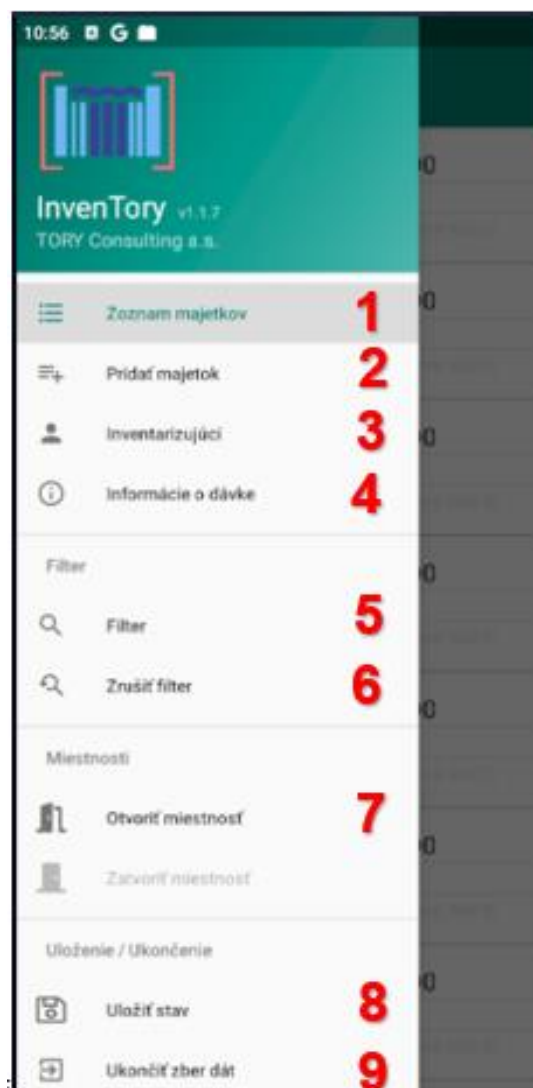 10:56 G
InvenTory v1.1.7
TORY Consulting a.s.
Zoznam majetkov 1
Pridať majetok 2
Inventarizujúci 3
Informácie o dávke 4
Filter
Filter 5
Zrušiť filter 6
Miestnosti
Otvoriť miestnosť 7
Zatvoriť miestnosť
Uloženie / Ukončenie
Uložiť stav 8
Ukončiť zber dát 9